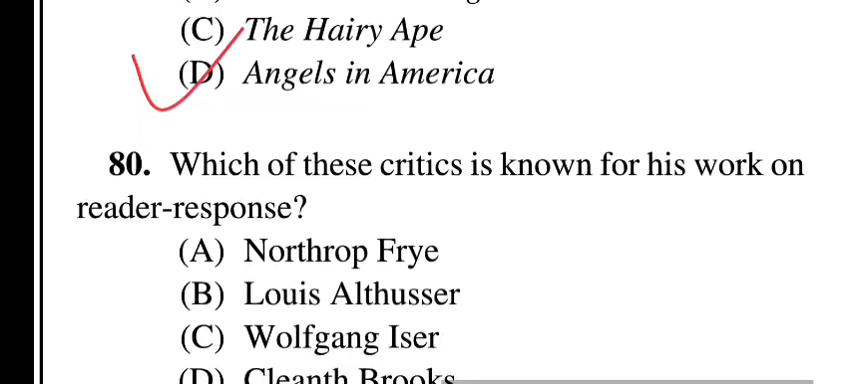 (C) The Hairy Ape
(D) Angels in America
80. Which of these critics is known for his work on
reader-response?
(A) Northrop Frye
(B) Louis Althusser
(C) Wolfgang Iser
(D) Cleanth Brooks